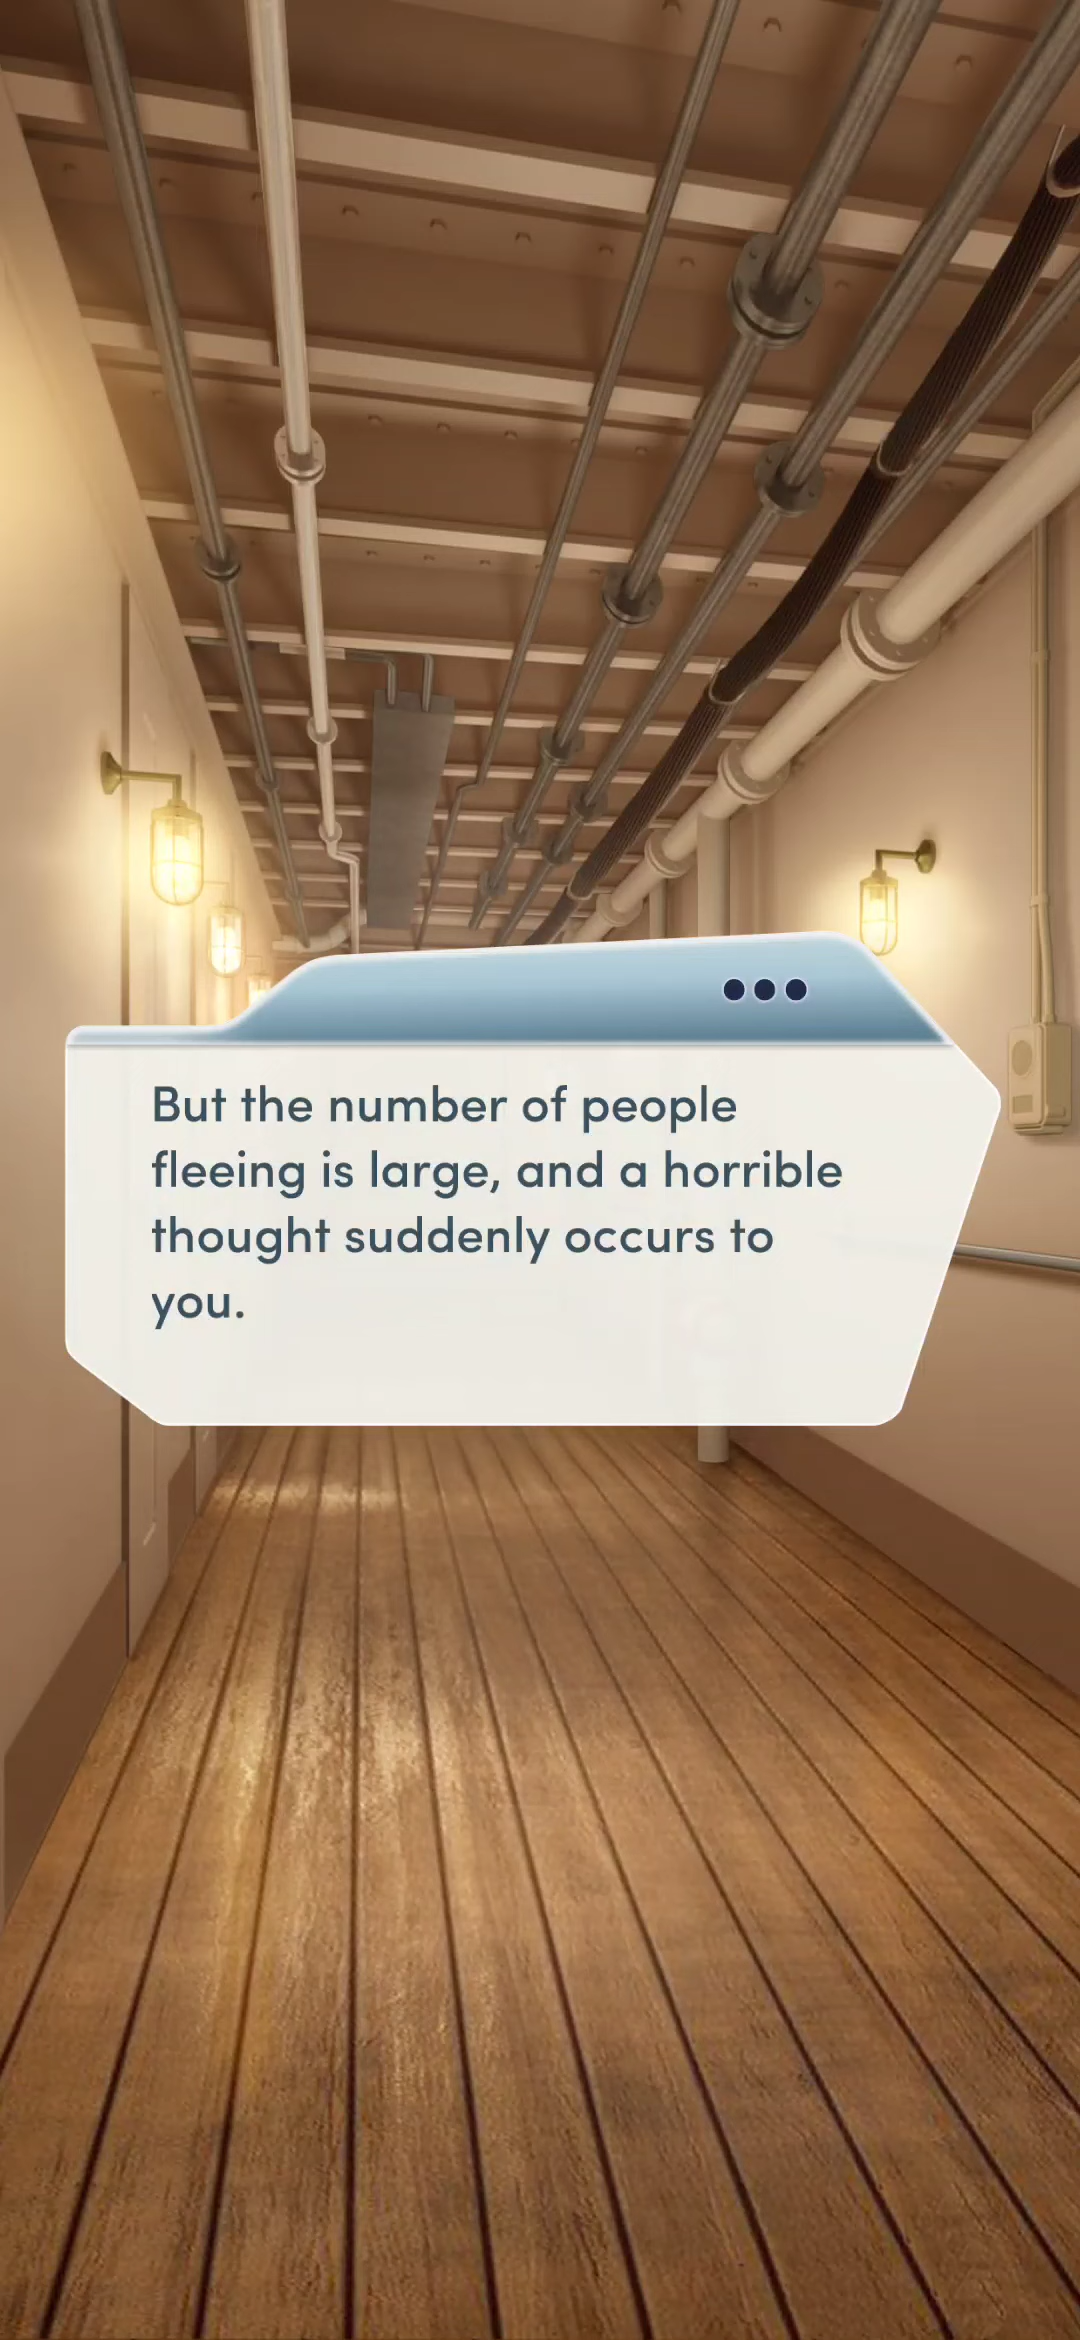 But the number of people
fleeing is large, and a horrible
thought suddenly occurs to
you.